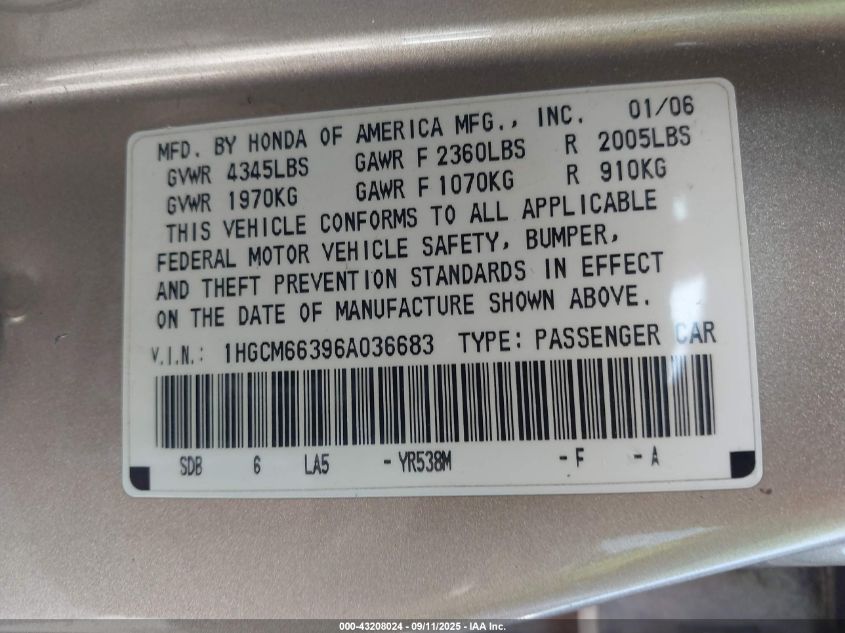 MFD. BY HONDA OF AMERICA MFG., INC. 01/06
GVWR 4345LBS GAWR F 2360LBS R 2005LBS
GVWR 1970KG GAWR F 1070KG R 910KG
THIS VEHICLE CONFORMS TO ALL APPLICABLE
FEDERAL MOTOR VEHICLE SAFETY, BUMPER,
AND THEFT PREVENTION STANDARDS IN EFFECT
ON THE DATE OF MANUFACTURE SHOWN ABOVE.
V.I.N.: 1HGCM66396A036683 TYPE: PASSENGER CAR
SDB 6 LA5 -YR538M -F -A
000-43208024 - 09/11/2025 - IAA Inc.